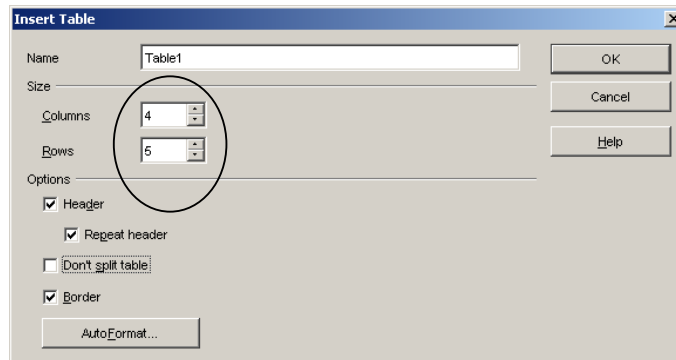 Insert Table
Name Table1 OK
Size
Cancel
Columns 4
Rows 5 Help
Options
Header
Repeat header
Don't split table
Border
AutoFormat...